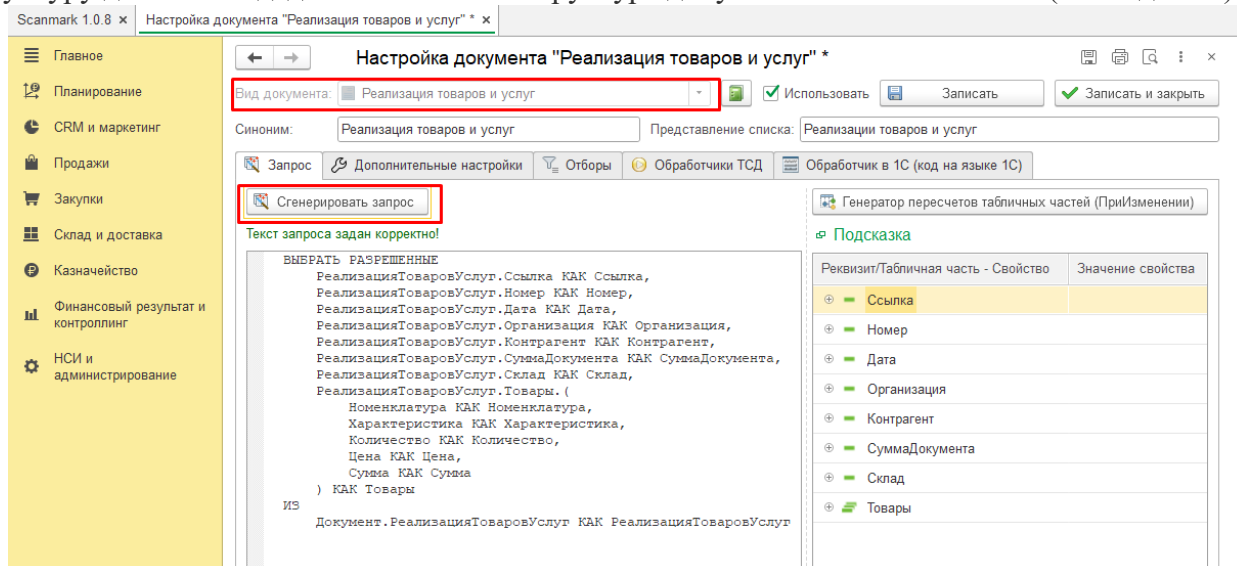 Scanmark 1.0.8 × Настройка документа "Реализация товаров и услуг" * ×
Главное
Планирование
CRM и маркетинг
Продажи
Закупки
Склад и доставка
Казначейство
Финансовый результат и
контроллинг
НСИ и
администрирование
Настройка документа "Реализация товаров и услуг" *
Вид документа: Реализация товаров и услуг Использовать Записать Записать и закрыть
Синоним: Реализация товаров и услуг Представление списка: Реализации товаров и услуг
Запрос Дополнительные настройки Отборы Обработчики ТСД Обработчик в 1С (код на языке 1С)
Сгенерировать запрос Генератор пересчетов табличных частей (ПриИзменении)
Текст запроса задан корректно!
ВЫБРАТЬ РАЗРЕШЕННЫЕ
РеализацияТоваровУслуг.Ссылка КАК Ссылка,
РеализацияТоваровУслуг.Номер КАК Номер,
РеализацияТоваровУслуг.Дата КАК Дата,
РеализацияТоваровУслуг.Организация КАК Организация,
РеализацияТоваровУслуг.Контрагент КАК Контрагент,
РеализацияТоваровУслуг.СуммаДокумента КАК СуммаДокумента,
РеализацияТоваровУслуг.Склад КАК Склад,
РеализацияТоваровУслуг.Товары.(
Номенклатура КАК Номенклатура,
Характеристика КАК Характеристика,
Количество КАК Количество,
Цена КАК Цена,
Сумма КАК Сумма
) КАК Товары
ИЗ
Документ.РеализацияТоваровУслуг КАК РеализацияТоваровУслуг
Подсказка
Реквизит/Табличная часть - Свойство Значение свойства
Ссылка
Номер
Дата
Организация
Контрагент
СуммаДокумента
Склад
Товары